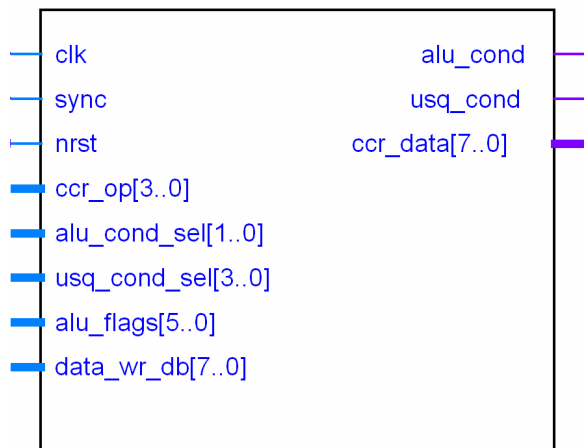 clk
alu_cond
sync
usq_cond
nrst
ccr_data[7..0]
ccr_op[3..0]
alu_cond_sel[1..0]
usq_cond_sel[3..0]
alu_flags[5..0]
data_wr_db[7..0]